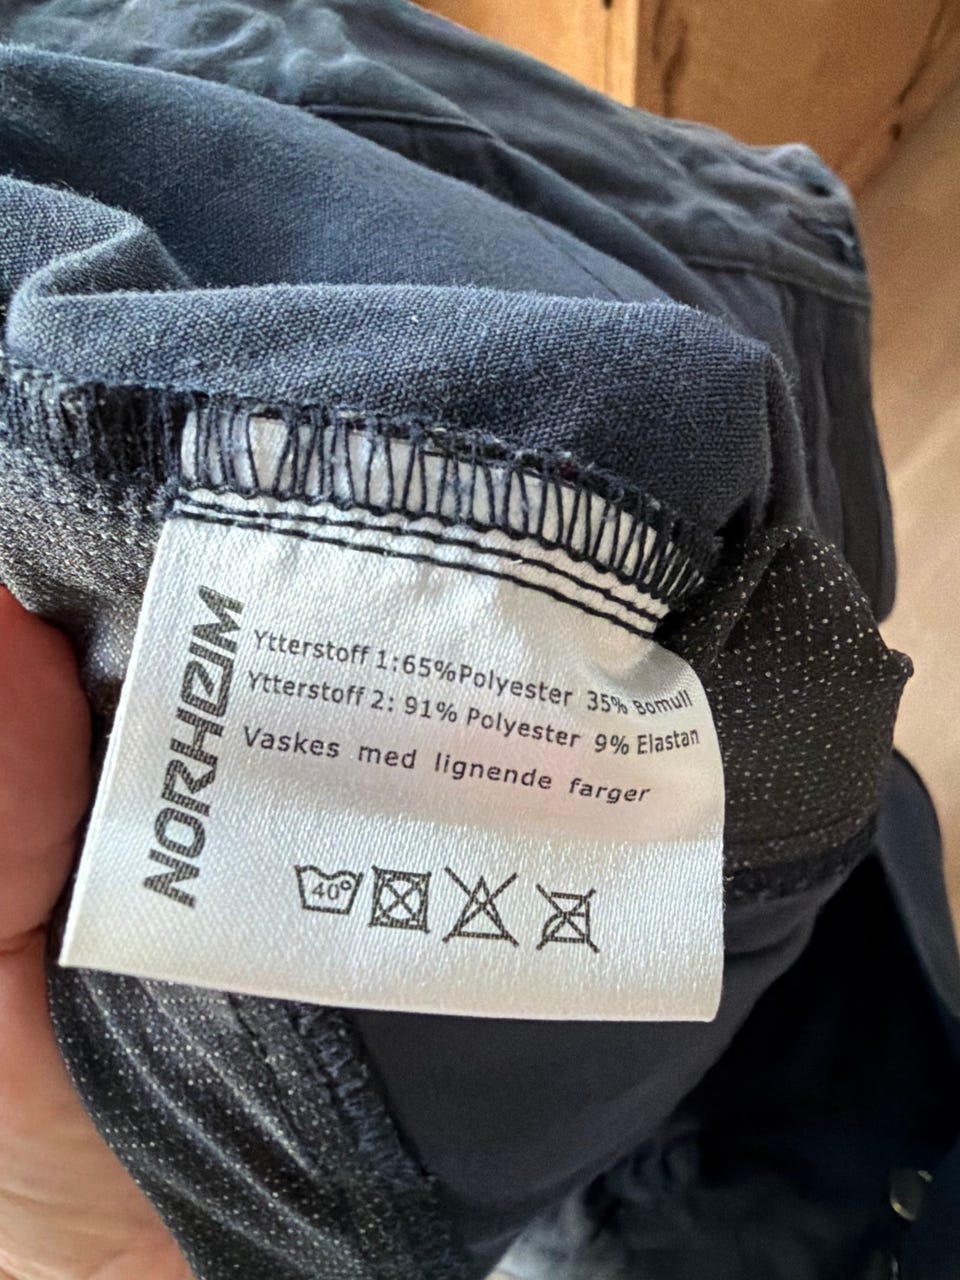 NORHEIM
Ytterstoff 1:65%Polyester 35% Bomull
Ytterstoff 2: 91% Polyester 9% Elastan
Vaskes med lignende farger
40°